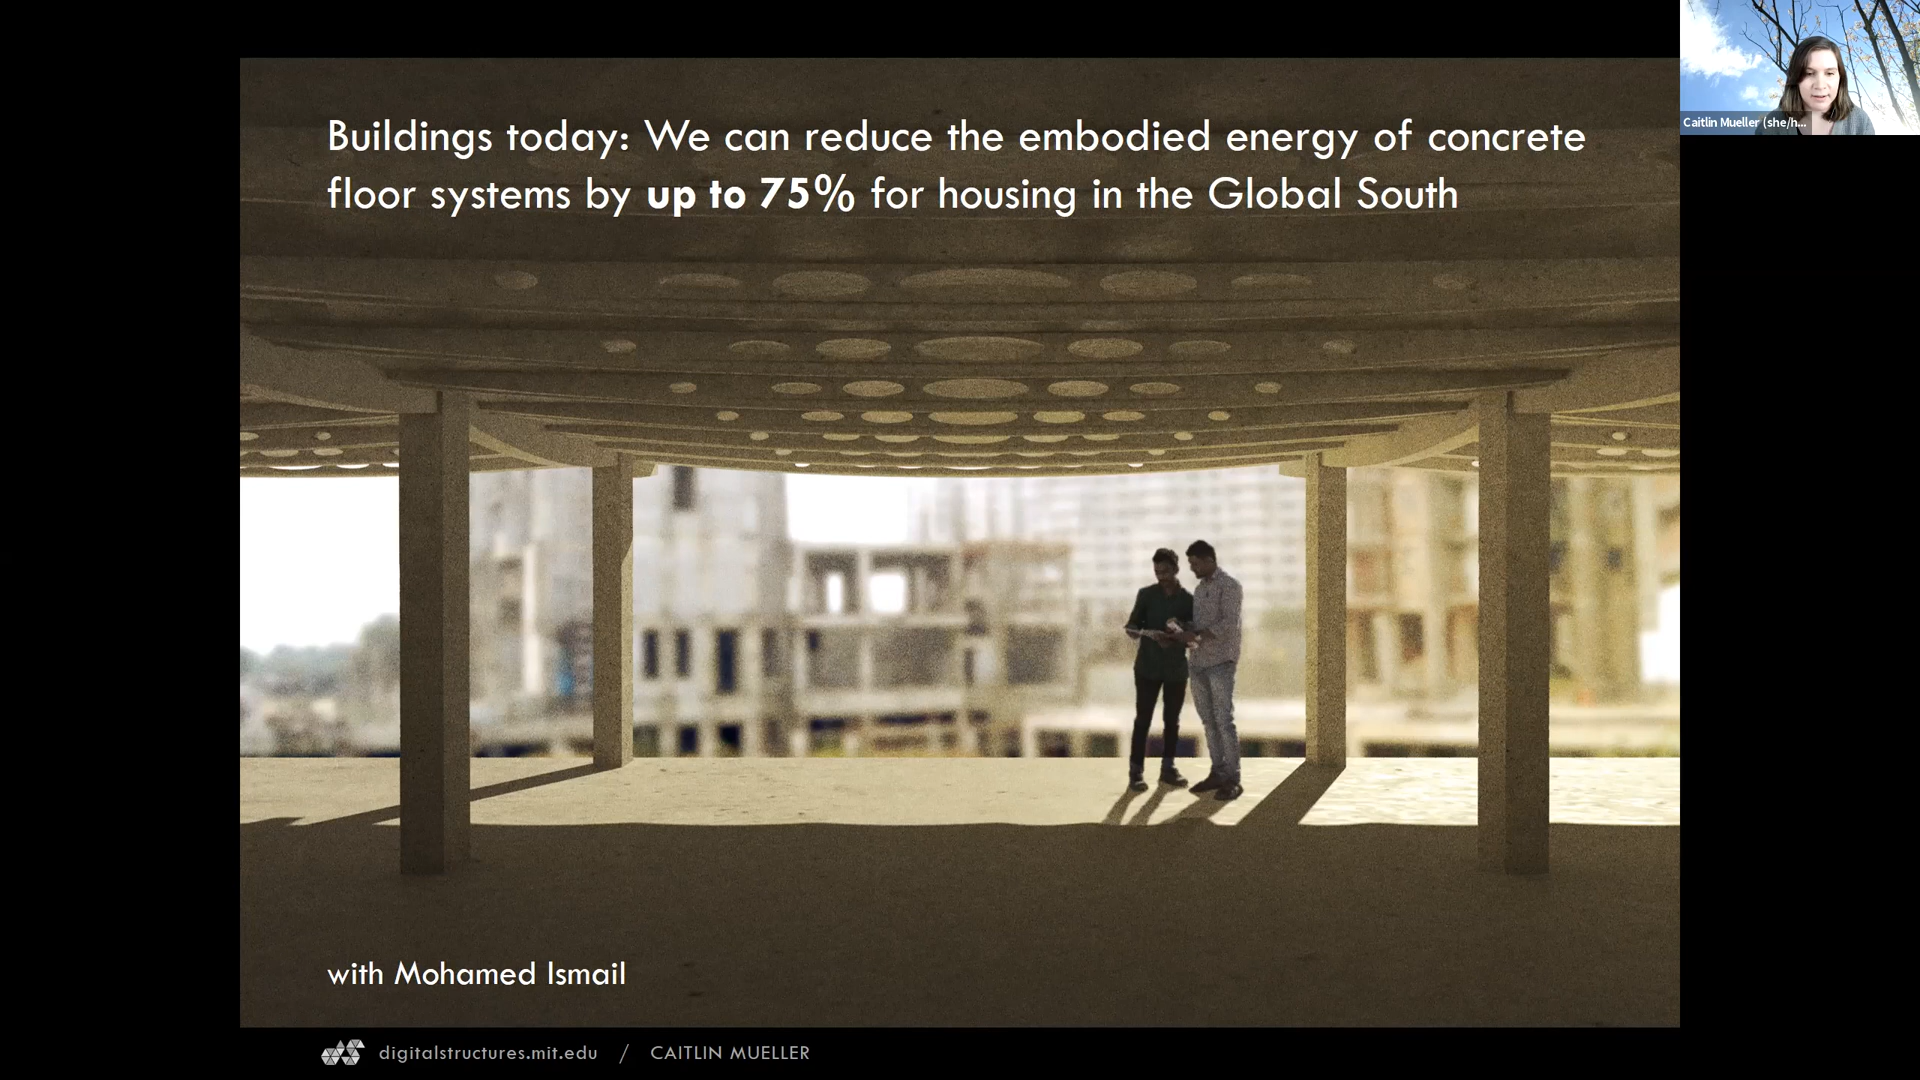 Buildings today: We can reduce the embodied energy of concrete
floor systems by up to 75% for housing in the Global South
Caitlin Mueller (she/h...
with Mohamed Ismail
digitalstructures.mit.edu / CAITLIN MUELLER